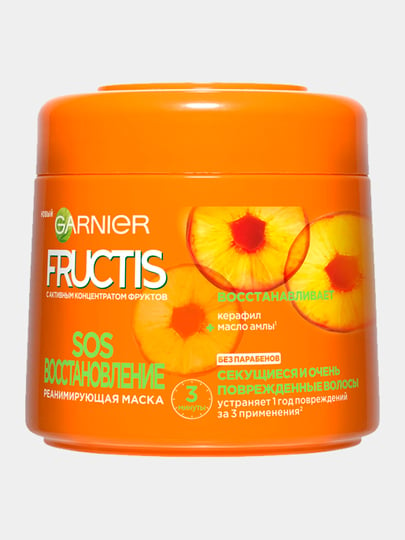 НОВЫЙ
GARNIER
FRUCTIS
С АКТИВНЫМ КОНЦЕНТРАТОМ ФРУКТОВ
SOS
ВОССТАНОВЛЕНИЕ
РЕАНИМИРУЮЩАЯ МАСКА
3
МИНУТЫ
ВОССТАНАВЛИВАЕТ
керафил
+ масло амлы¹
БЕЗ ПАРАБЕНОВ
СЕКУЩИЕСЯ И ОЧЕНЬ
ПОВРЕЖДЕННЫЕ ВОЛОСЫ
устраняет 1 год повреждений
за 3 применения²